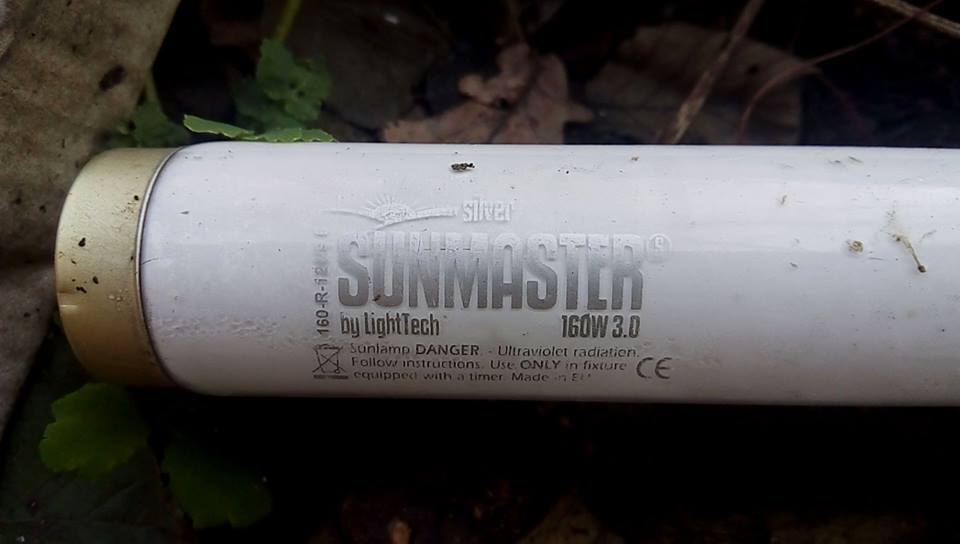 silver
SUNMASTER®
by LightTech 160W 3.0
Sunlamp DANGER. - Ultraviolet radiation.
Follow instructions. Use ONLY in fixture
equipped with a timer. Made in EU
CE